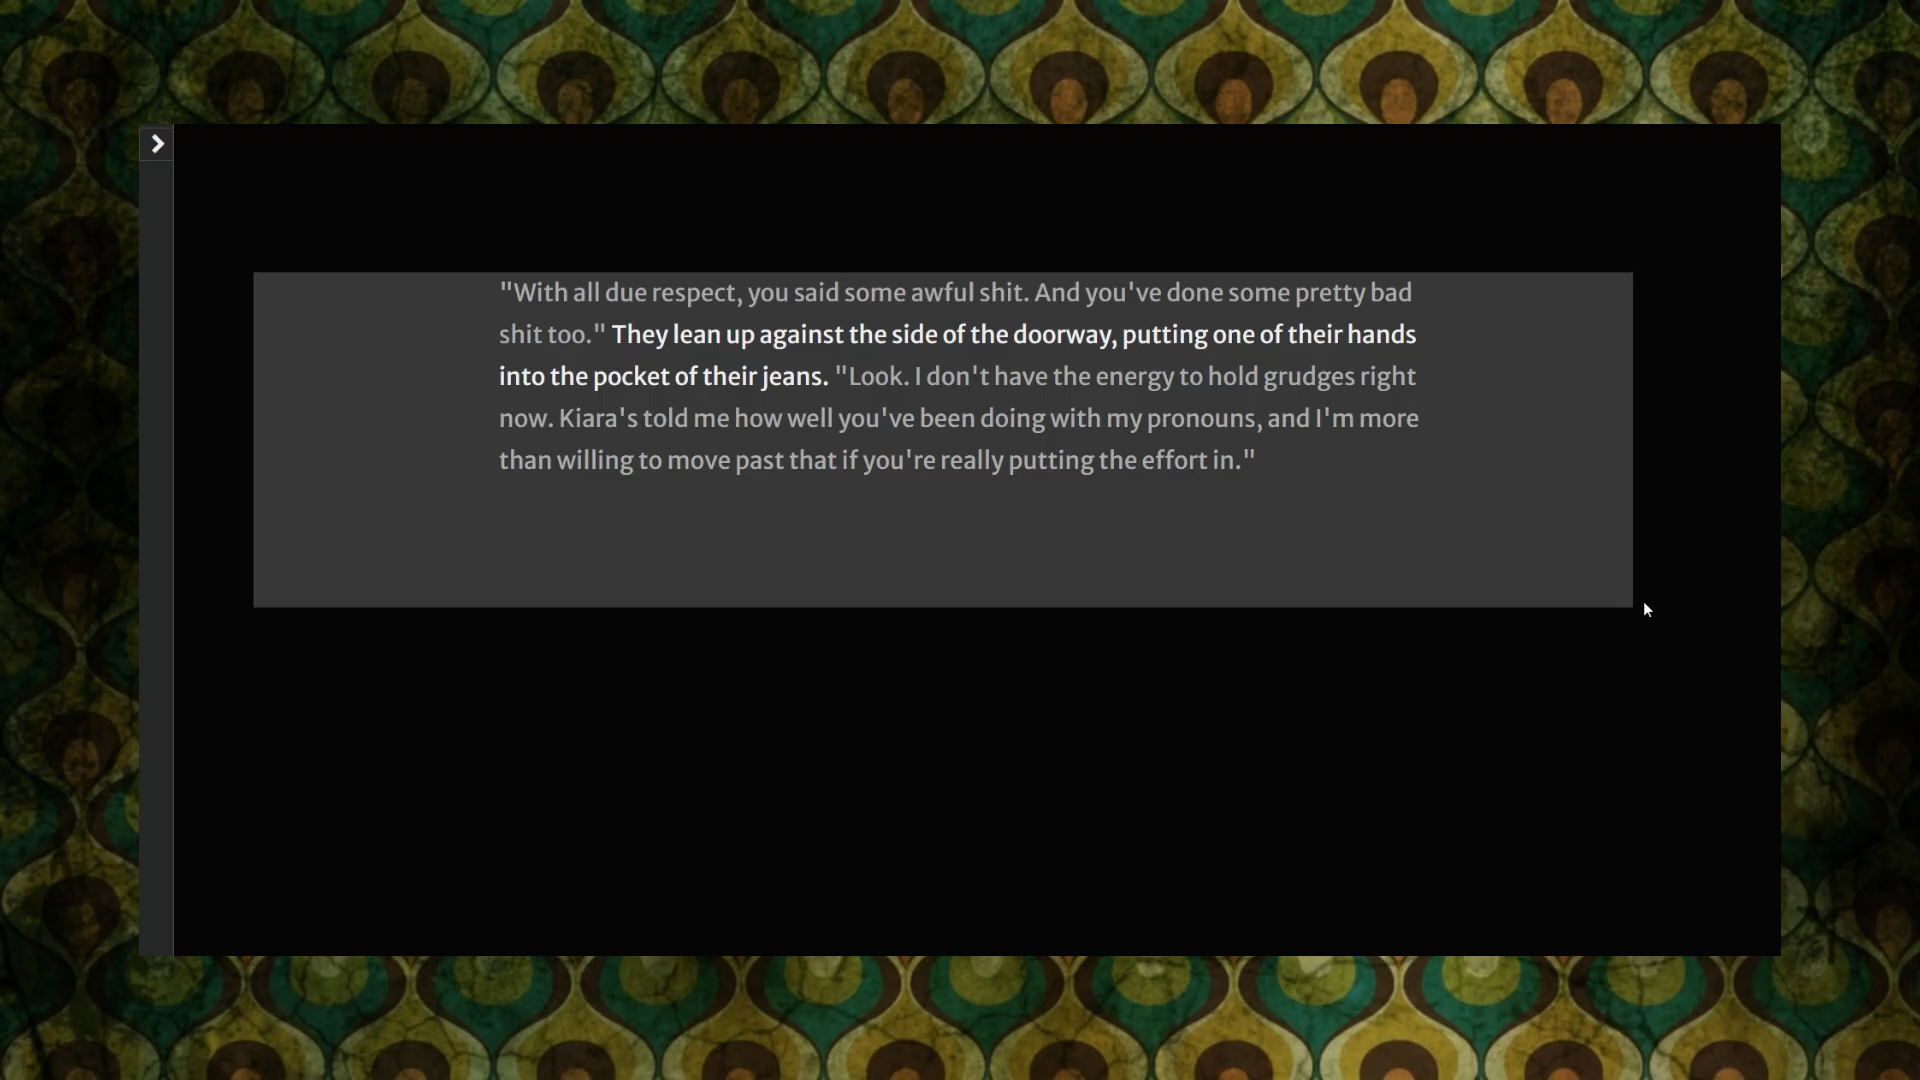 "With all due respect, you said some awful shit. And you've done some pretty bad
shit too." They lean up against the side of the doorway, putting one of their hands
into the pocket of their jeans. "Look. I don't have the energy to hold grudges right
now. Kiara's told me how well you've been doing with my pronouns, and I'm more
than willing to move past that if you're really putting the effort in."